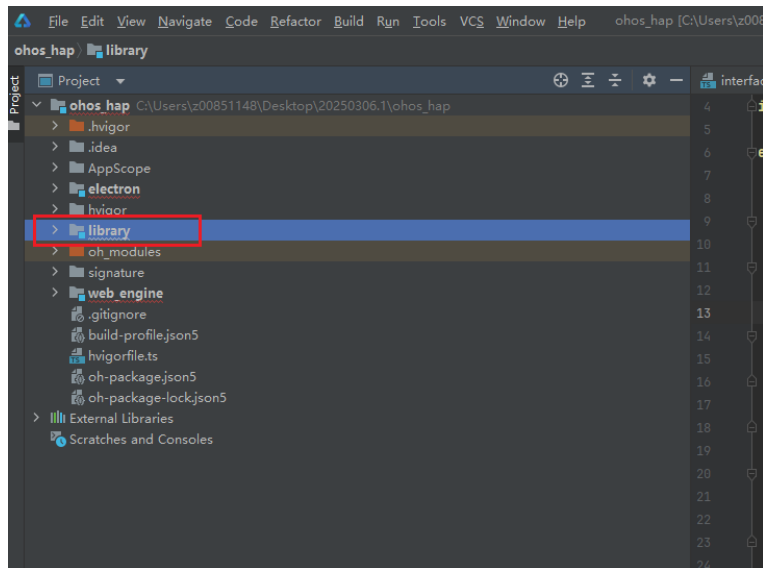 File Edit View Navigate Code Refactor Build Run Tools VCS Window Help ohos_hap [C:\Users\z008
ohos_hap library
Project
Project interfac
ohos_hap C:\Users\z00851148\Desktop\20250306.1\ohos_hap
.hvigor
.idea
AppScope
electron
hvigor
library
oh_modules
signature
web_engine
.gitignore
build-profile.json5
hvigorfile.ts
oh-package.json5
oh-package-lock.json5
External Libraries
Scratches and Consoles
4 i
5
6 e
7
8
9
10
11
12
13
14
15
16
17
18
19
20
21
22
23
24